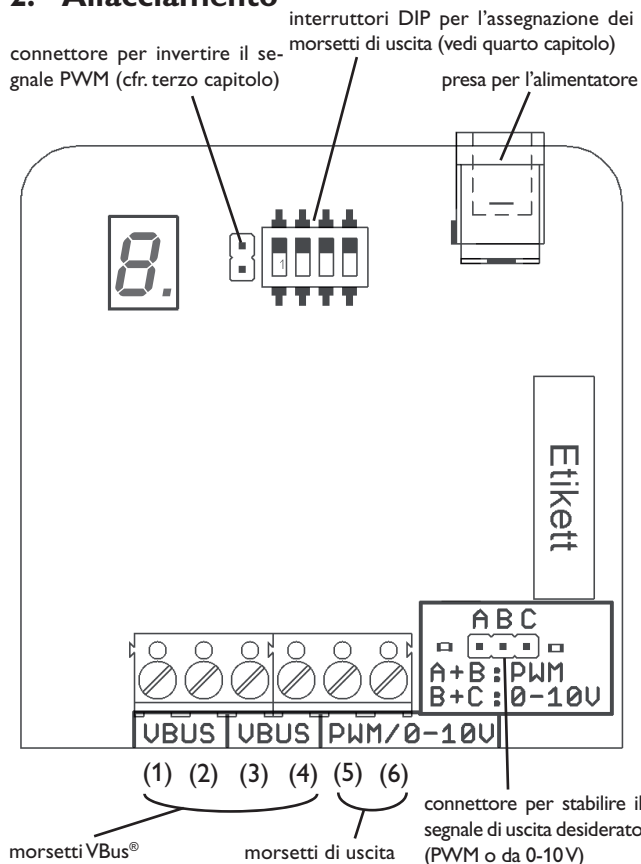 2. Allacciamento
interruttori DIP per l'assegnazione dei
morsetti di uscita (vedi quarto capitolo)
connettore per invertire il se-
gnale PWM (cfr. terzo capitolo)
presa per l'alimentatore
8.
1
Etikett
A B C
A+B:PWM
B+C:0-10V
VBUS VBUS PWM/0-10V
(1) (2) (3) (4) (5) (6)
morsetti VBus®
morsetti di uscita
connettore per stabilire il
segnale di uscita desiderato
(PWM o da 0-10 V)